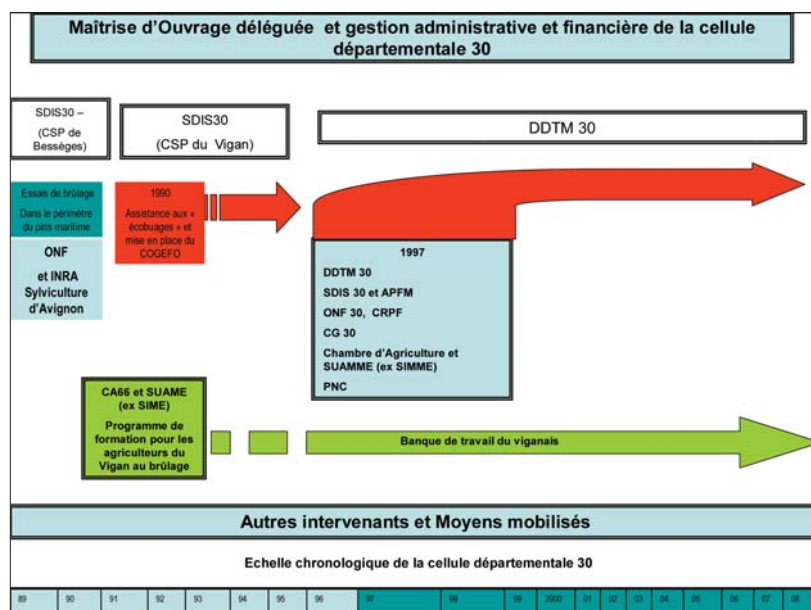 Maîtrise d'Ouvrage déléguée et gestion administrative et financière de la cellule
départementale 30
SDIS30 –
(CSP de
Bessèges)
SDIS30
(CSP du Vigan)
DDTM 30
Essais de brûlage
Dans le périmètre
du pins maritime
ONF
et INRA
Sylviculture
d'Avignon
1990
Assistance aux «
écobuages » et
mise en place du
COGEFO
1997
DDTM 30
SDIS 30 et APFM
ONF 30, CRPF
CG 30
Chambre d'Agriculture et
SUAMME (ex SIMME)
PNC
CA66 et SUAME
(ex SIME)
Programme de
formation pour les
agriculteurs du
Vigan au brûlage
Banque de travail du viganais
Autres intervenants et Moyens mobilisés
Echelle chronologique de la cellule départementale 30
89 90 91 92 93 94 95 96 97 98 99 2000 01 02 03 04 05 06 07 08